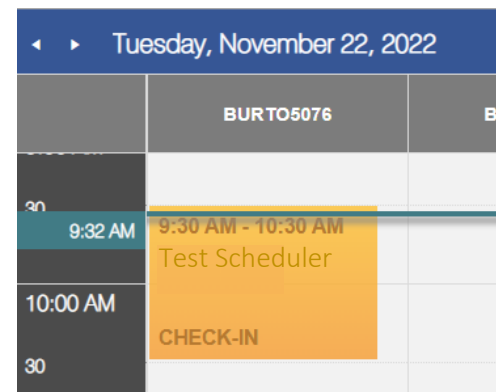 Tuesday, November 22, 2022
BURTO5076
B
30
9:32 AM
9:30 AM - 10:30 AM
Test Scheduler
10:00 AM
CHECK-IN
30